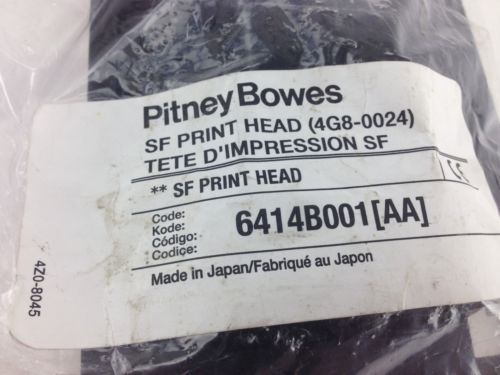 Pitney Bowes
SF PRINT HEAD (4G8-0024)
TETE D'IMPRESSION SF
** SF PRINT HEAD
Code:
Kode:
Código:
Codiçe:
6414B001[AA]
Made in Japan/Fabriqué au Japon
4Z0-8045